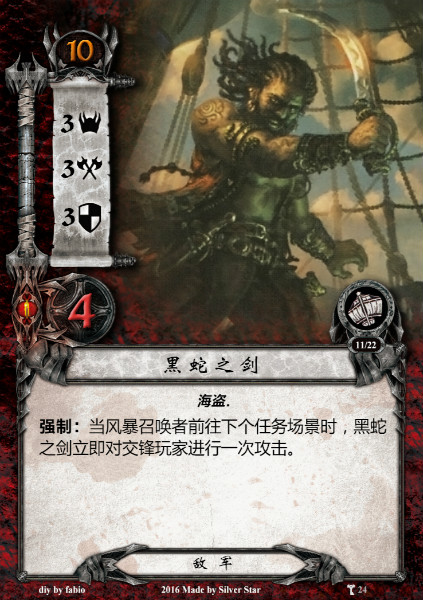 10
3
3
3
4
11/22
黑蛇之剑
海盗.
强制：当风暴召唤者前往下个任务场景时，黑蛇
之剑立即对交锋玩家进行一次攻击。
敌军
diy by fabio
2016 Made by Silver Star
24